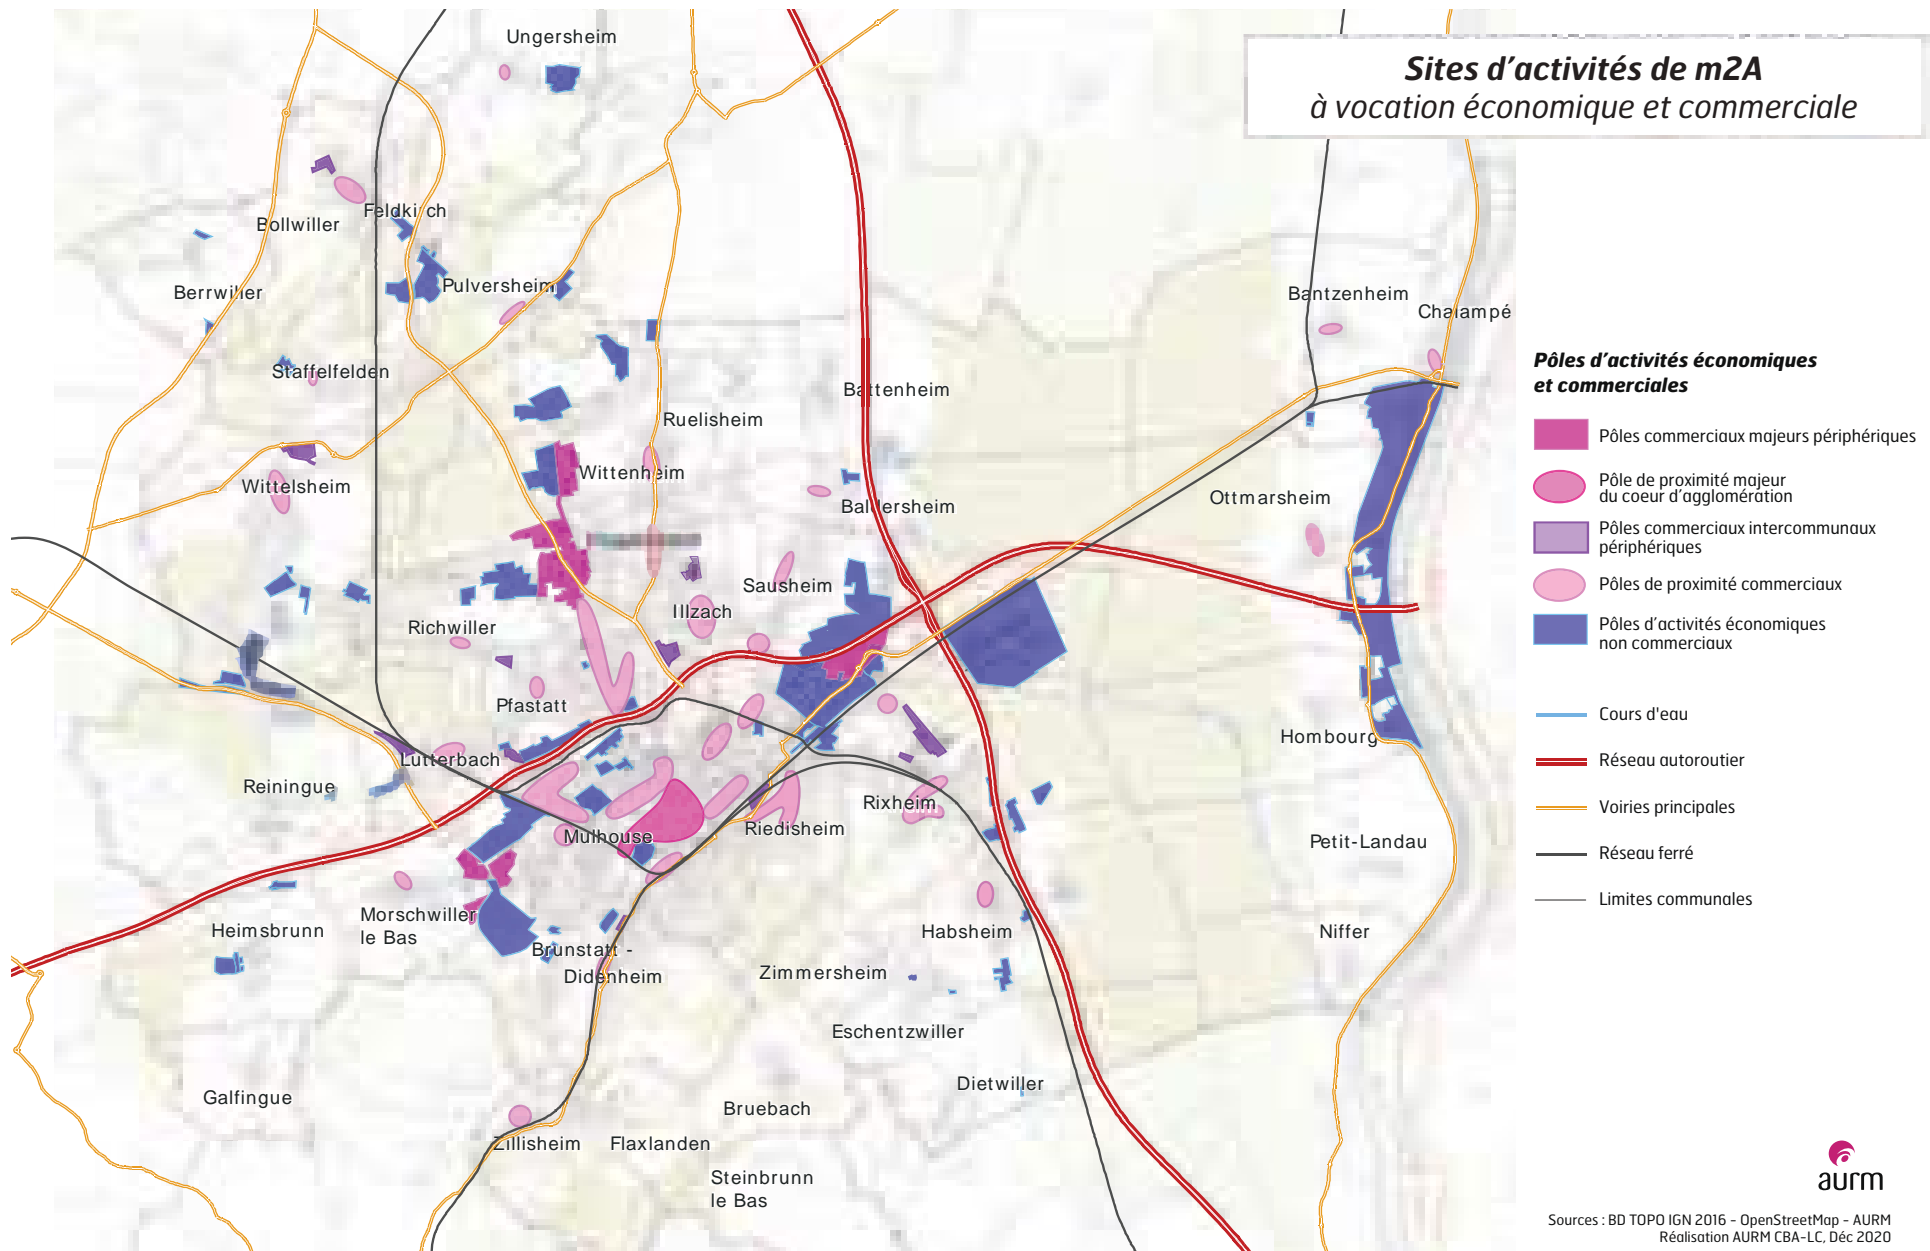 Sites d'activités de m2A
à vocation économique et commerciale
Ungersheim
Feldkirch
Bollwiller
Berrwiller
Pulversheim
Bantzenheim
Chalampé
Staffelfelden
Battenheim
Ruelisheim
Wittenheim
Wittelsheim
Baldersheim
Ottmarsheim
Sausheim
Illzach
Richwiller
Pfastatt
Lutterbach
Reiningue
Hombourg
Rixheim
Riedisheim
Mulhouse
Petit-Landau
Morschwiller
le Bas
Heimsbrunn
Habsheim
Niffer
Brunstatt -
Didenheim
Zimmersheim
Eschentzwiller
Dietwiller
Galfingue
Bruebach
Zillisheim
Flaxlanden
Steinbrunn
le Bas
Pôles d'activités économiques
et commerciales
Pôles commerciaux majeurs périphériques
Pôle de proximité majeur
du coeur d'agglomération
Pôles commerciaux intercommunaux
périphériques
Pôles de proximité commerciaux
Pôles d'activités économiques
non commerciaux
Cours d'eau
Réseau autoroutier
Voiries principales
Réseau ferré
Limites communales
aurm
Sources : BD TOPO IGN 2016 - OpenStreetMap - AURM
Réalisation AURM CBA-LC, Déc 2020